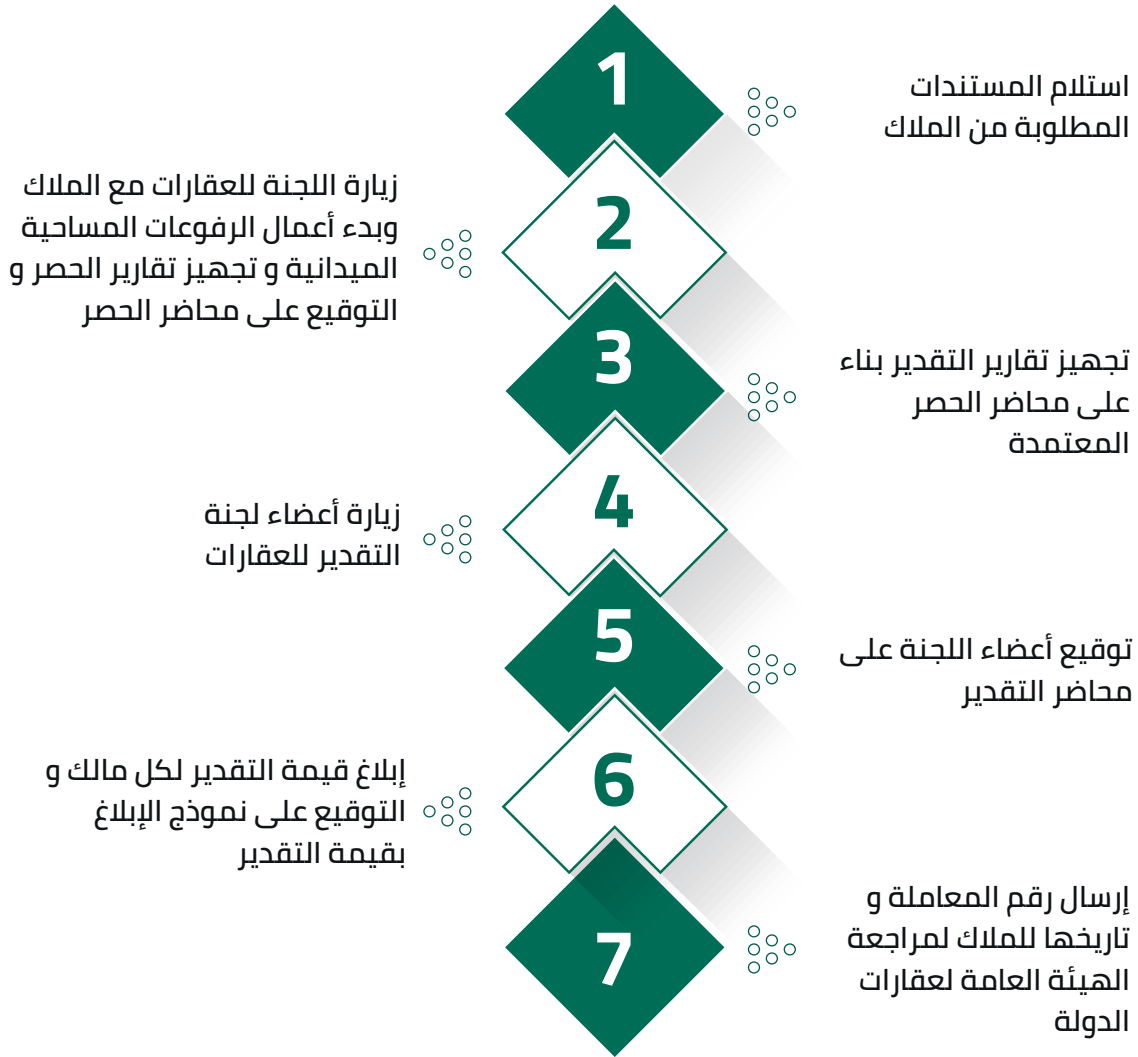 1
استلام المستندات
المطلوبة من الملاك
2
زيارة اللجنة للعقارات مع الملاك
وبدء أعمال الرفوعات المساحية
الميدانية و تجهيز تقارير الحصر و
التوقيع على محاضر الحصر
3
تجهيز تقارير التقدير بناء
على محاضر الحصر
المعتمدة
4
زيارة أعضاء لجنة
التقدير للعقارات
5
توقيع أعضاء اللجنة على
محاضر التقدير
6
إبلاغ قيمة التقدير لكل مالك و
التوقيع على نموذج الإبلاغ
بقيمة التقدير
7
إرسال رقم المعاملة و
تاريخها للملاك لمراجعة
الهيئة العامة لعقارات
الدولة